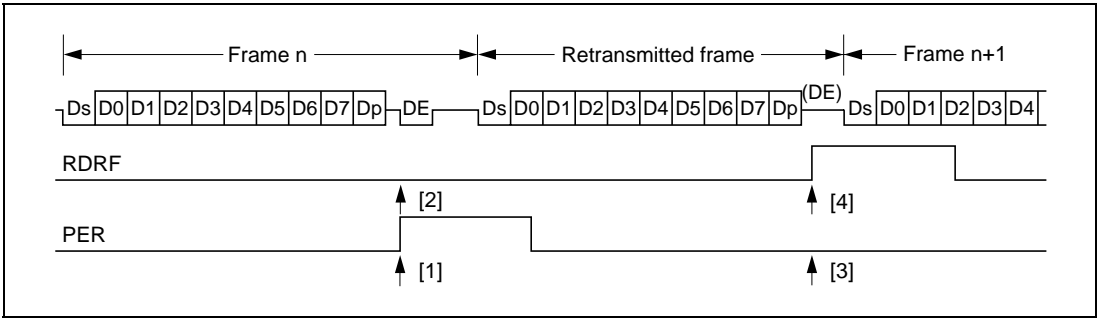 Frame n Retransmitted frame Frame n+1
Ds D0 D1 D2 D3 D4 D5 D6 D7 Dp DE Ds D0 D1 D2 D3 D4 D5 D6 D7 Dp (DE) Ds D0 D1 D2 D3 D4
RDRF
[2] [4]
PER
[1] [3]